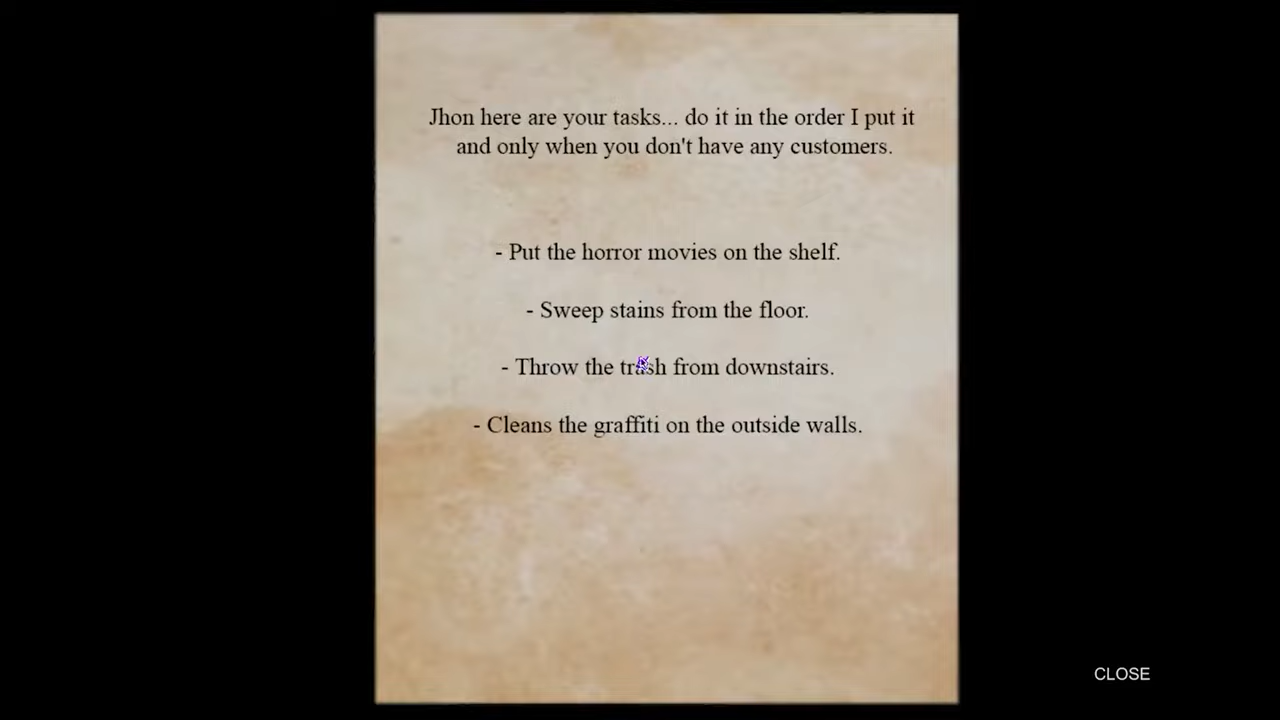 Jhon here are your tasks... do it in the order I put it
and only when you don't have any customers.
- Put the horror movies on the shelf.
- Sweep stains from the floor.
- Throw the trash from downstairs.
- Cleans the graffiti on the outside walls.
CLOSE